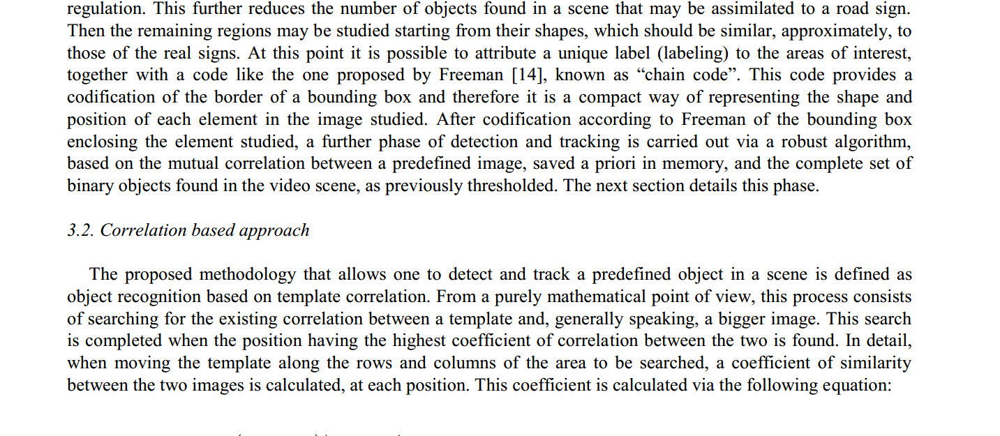 regulation. This further reduces the number of objects found in a scene that may be assimilated to a road sign.
Then the remaining regions may be studied starting from their shapes, which should be similar, approximately, to
those of the real signs. At this point it is possible to attribute a unique label (labeling) to the areas of interest,
together with a code like the one proposed by Freeman [14], known as “chain code”. This code provides a
codification of the border of a bounding box and therefore it is a compact way of representing the shape and
position of each element in the image studied. After codification according to Freeman of the bounding box
enclosing the element studied, a further phase of detection and tracking is carried out via a robust algorithm,
based on the mutual correlation between a predefined image, saved a priori in memory, and the complete set of
binary objects found in the video scene, as previously thresholded. The next section details this phase.
3.2. Correlation based approach
The proposed methodology that allows one to detect and track a predefined object in a scene is defined as
object recognition based on template correlation. From a purely mathematical point of view, this process consists
of searching for the existing correlation between a template and, generally speaking, a bigger image. This search
is completed when the position having the highest coefficient of correlation between the two is found. In detail,
when moving the template along the rows and columns of the area to be searched, a coefficient of similarity
between the two images is calculated, at each position. This coefficient is calculated via the following equation: